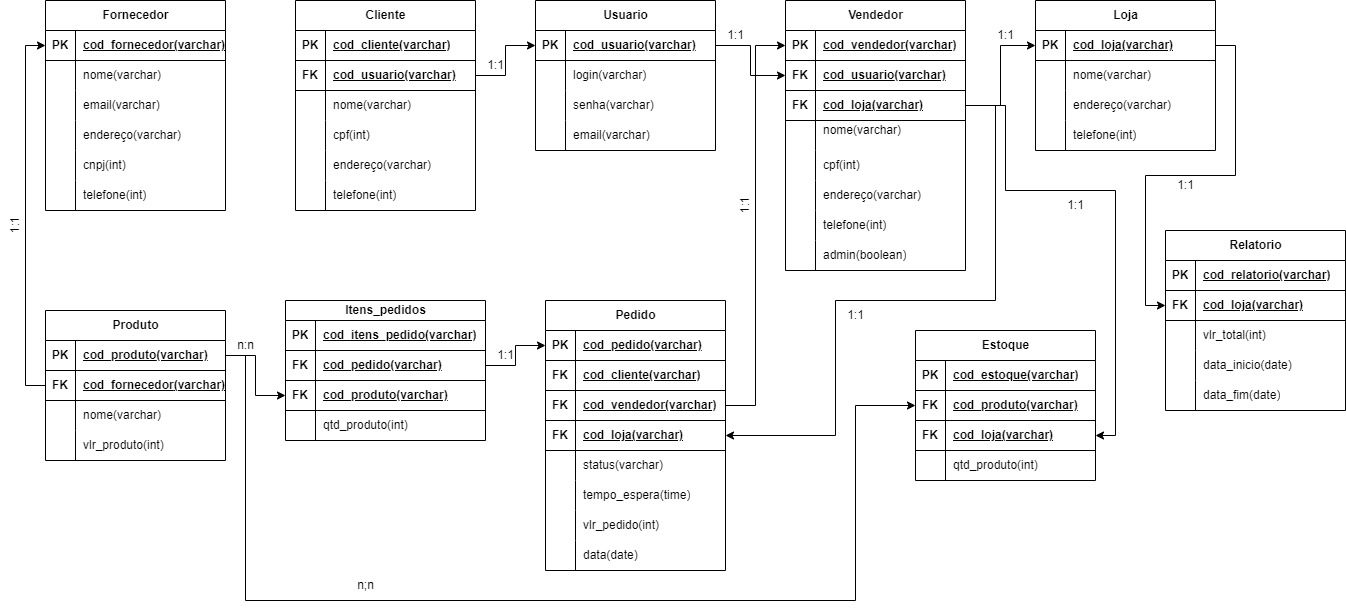 Fornecedor
PK cod_fornecedor(varchar)
nome(varchar)
email(varchar)
endereço(varchar)
cnpj(int)
telefone(int)
Cliente
PK cod_cliente(varchar)
FK cod_usuario(varchar)
nome(varchar)
cpf(int)
endereço(varchar)
telefone(int)
1:1
Usuario
PK cod_usuario(varchar)
login(varchar)
senha(varchar)
email(varchar)
1:1
Vendedor
PK cod_vendedor(varchar)
FK cod_usuario(varchar)
FK cod_loja(varchar)
nome(varchar)
cpf(int)
endereço(varchar)
telefone(int)
admin(boolean)
1:1
Loja
PK cod_loja(varchar)
nome(varchar)
endereço(varchar)
telefone(int)
1:1
1:1
1:1
1:1
Relatorio
PK cod_relatorio(varchar)
FK cod_loja(varchar)
vlr_total(int)
data_inicio(date)
data_fim(date)
Produto
PK cod_produto(varchar)
FK cod_fornecedor(varchar)
nome(varchar)
vlr_produto(int)
n:n
Itens_pedidos
PK cod_itens_pedido(varchar)
FK cod_pedido(varchar)
FK cod_produto(varchar)
qtd_produto(int)
1:1
Pedido
PK cod_pedido(varchar)
FK cod_cliente(varchar)
FK cod_vendedor(varchar)
FK cod_loja(varchar)
status(varchar)
tempo_espera(time)
vlr_pedido(int)
data(date)
1:1
Estoque
PK cod_estoque(varchar)
FK cod_produto(varchar)
FK cod_loja(varchar)
qtd_produto(int)
n;n